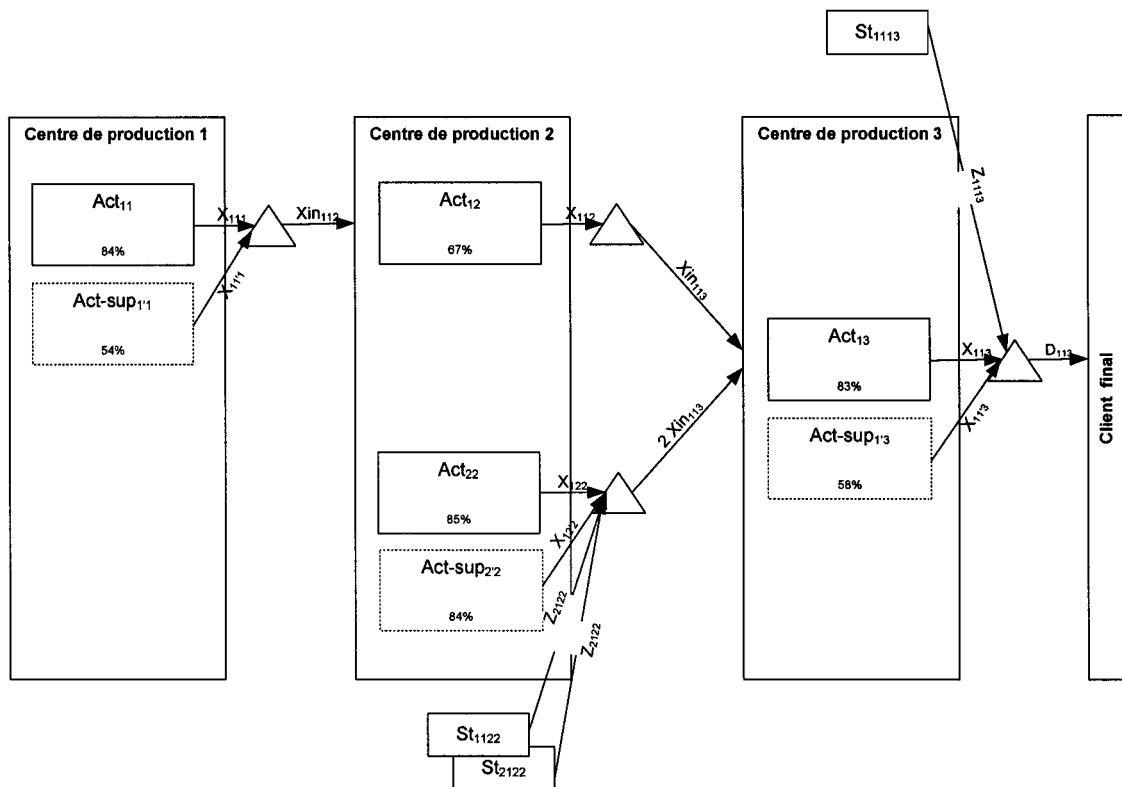 St1113
Centre de production 1
Centre de production 2
Centre de production 3
Z1113
Act11
84%
X111
Xin112
Act12
67%
X112
Act-sup1'1
54%
X11'1
Xin113
Act13
83%
X113
D113
Client final
Act-sup1'3
58%
X11'3
2 Xin113
Act22
85%
X122
Act-sup2'2
84%
X12'2
Z2122
Z2122
St1122
St2122